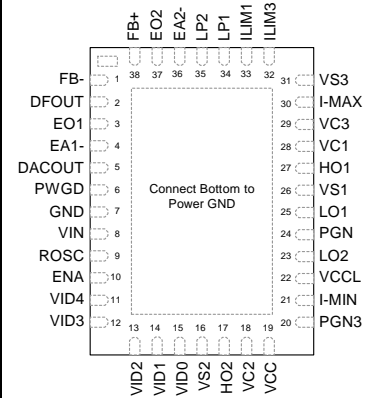 FB+ EO2 EA2- LP2 LP1 ILIM1 ILIM3
38 37 36 35 34 33 32
FB- 1 31 VS3
DFOUT 2 30 I-MAX
EO1 3 29 VC3
EA1- 4 28 VC1
DACOUT 5 27 HO1
PWGD 6 26 VS1
GND 7 25 LO1
VIN 8 24 PGN
ROSC 9 23 LO2
ENA 10 22 VCCL
VID4 11 21 I-MIN
VID3 12 20 PGN3
Connect Bottom to
Power GND
13 14 15 16 17 18 19
VID2 VID1 VID0 VS2 HO2 VC2 VCC